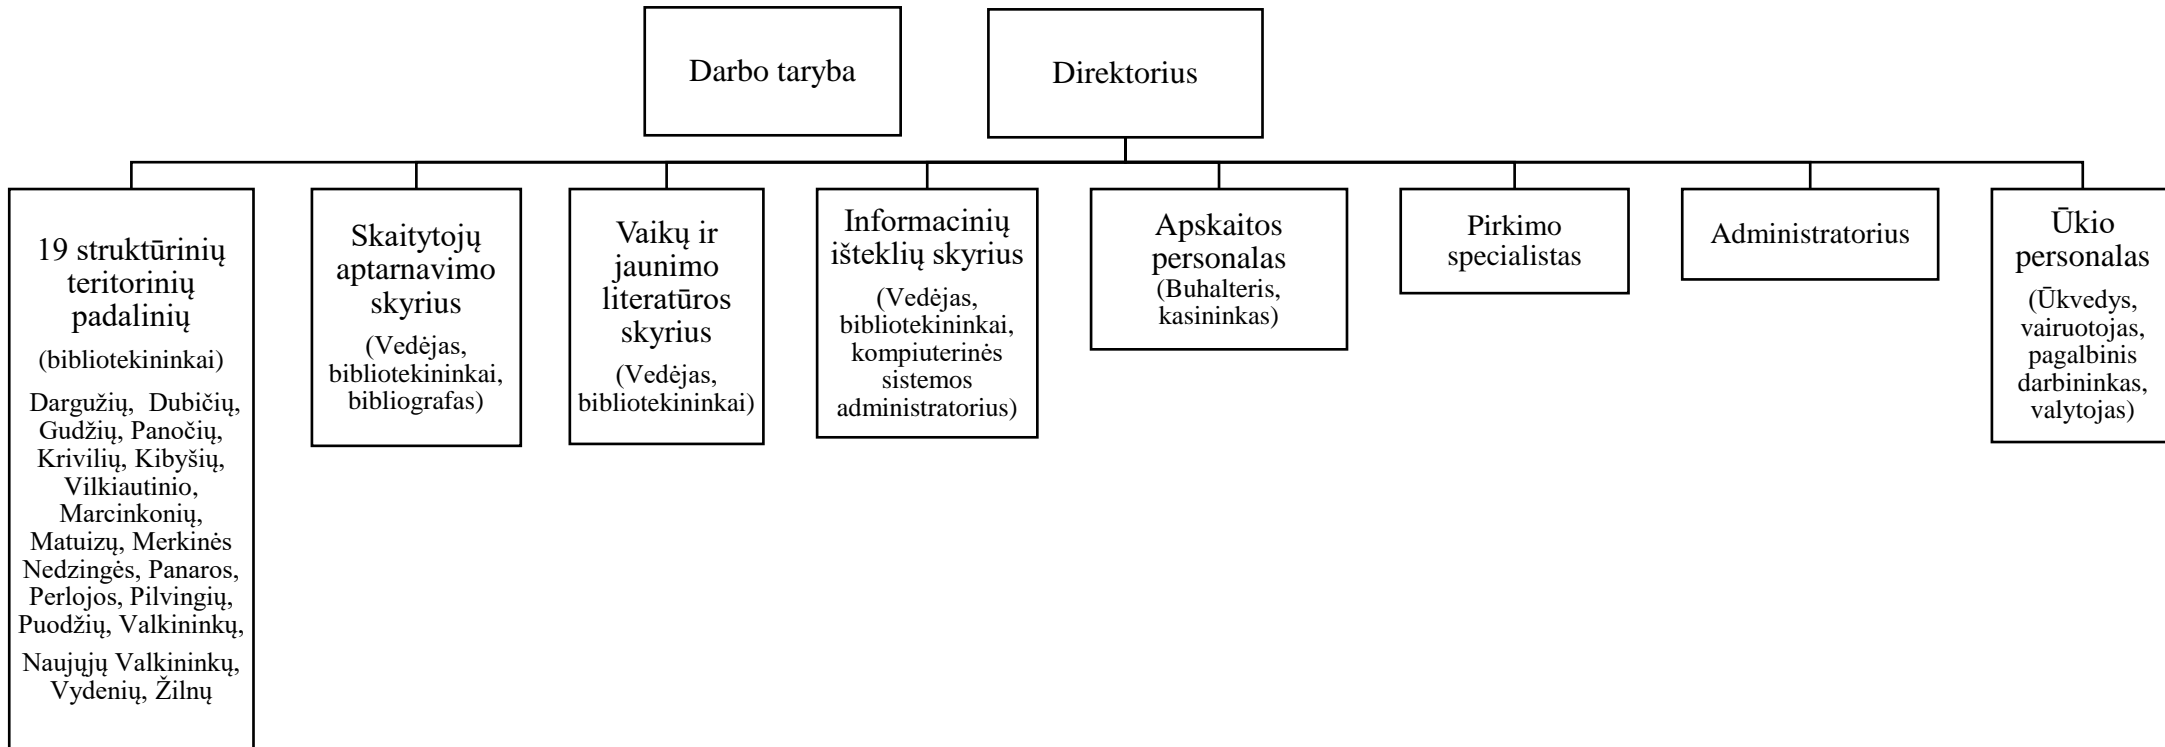 Darbo taryba
Direktorius
19 struktūrinių
teritorinių
padalinių
(bibliotekininkai)
Dargužių, Dubičių,
Gudžių, Panočių,
Krivilių, Kibyšių,
Vilkiautinio,
Marcinkonių,
Matuizų, Merkinės
Nedzingės, Panaros,
Perlojos, Pilvingių,
Puodžių, Valkininkų,
Naujųjų Valkininkų,
Vydenių, Žilnų
Skaitytojų
aptarnavimo
skyrius
(Vedėjas,
bibliotekininkai,
bibliografas)
Vaikų ir
jaunimo
literatūros
skyrius
(Vedėjas,
bibliotekininkai)
Informacinių
išteklių skyrius
(Vedėjas,
bibliotekininkai,
kompiuterinės
sistemos
administratorius)
Apskaitos
personalas
(Buhalteris,
kasininkas)
Pirkimo
specialistas
Administratorius
Ūkio
personalas
(Ūkvedys,
vairuotojas,
pagalbinis
darbininkas,
valytojas)